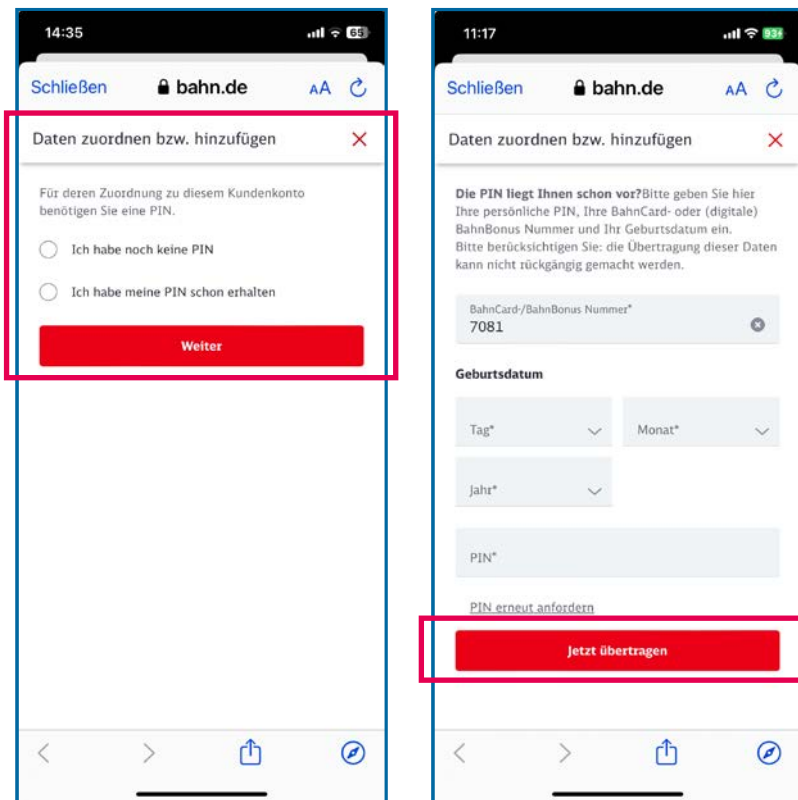 14:35
65
Schließen
bahn.de
AA
Daten zuordnen bzw. hinzufügen
Für deren Zuordnung zu diesem Kundenkonto
benötigen Sie eine PIN.
Ich habe noch keine PIN
Ich habe meine PIN schon erhalten
Weiter
11:17
93
Schließen
bahn.de
AA
Daten zuordnen bzw. hinzufügen
Die PIN liegt Ihnen schon vor?Bitte geben Sie hier
Ihre persönliche PIN, Ihre BahnCard- oder (digitale)
BahnBonus Nummer und Ihr Geburtsdatum ein.
Bitte berücksichtigen Sie: die Übertragung dieser Daten
kann nicht rückgängig gemacht werden.
BahnCard-/BahnBonus Nummer*
7081
Geburtsdatum
Tag*
Monat*
Jahr*
PIN*
PIN erneut anfordern
Jetzt übertragen